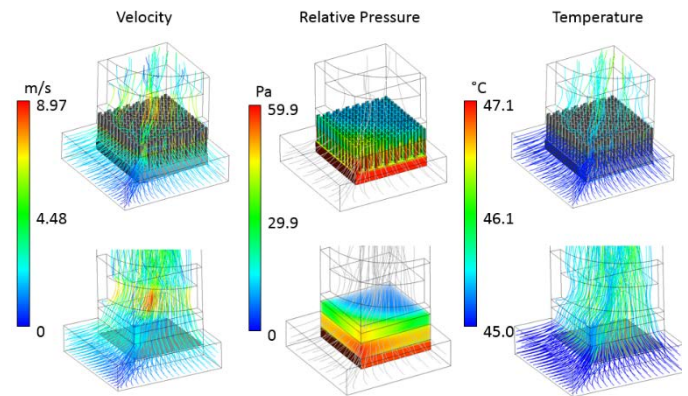 Velocity
Relative Pressure
Temperature
m/s
8.97
4.48
0
Pa
59.9
29.9
0
°C
47.1
46.1
45.0